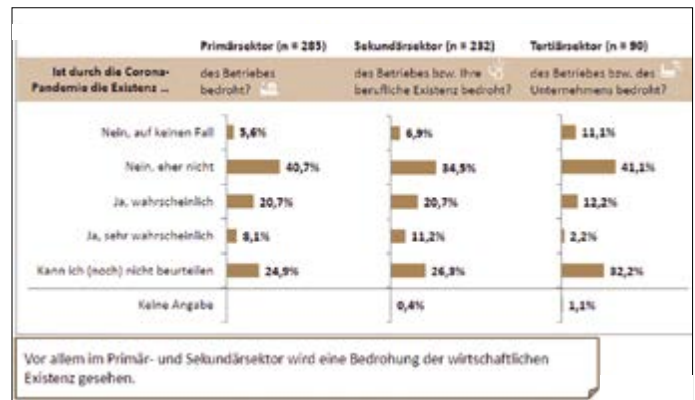 Primärsektor (n = 285) Sekundärsektor (n = 232) Tertiärsektor (n = 90)
Ist durch die Corona- des Betriebes des Betriebes bzw. Ihre des Betriebes bzw. des
Pandemie die Existenz ... bedroht? berufliche Existenz bedroht? Unternehmens bedroht?
Nein, auf keinen Fall 5,6% 6,9% 11,1%
Nein, eher nicht 40,7% 34,5% 41,1%
Ja, wahrscheinlich 20,7% 20,7% 12,2%
Ja, sehr wahrscheinlich 8,1% 11,2% 2,2%
Kann ich (noch) nicht beurteilen 24,9% 26,3% 32,2%
Keine Angabe 0,4% 1,1%
Vor allem im Primär- und Sekundärsektor wird eine Bedrohung der wirtschaftlichen
Existenz gesehen.